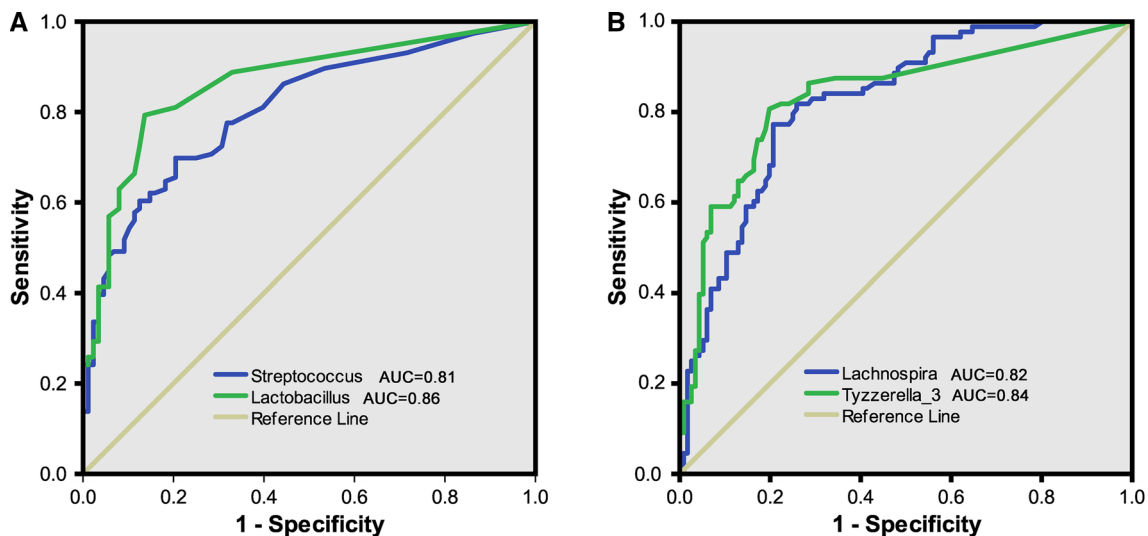 A
Sensitivity
1.0
0.8
0.6
0.4
0.2
0.0
Streptococcus AUC=0.81
Lactobacillus AUC=0.86
Reference Line
0.0 0.2 0.4 0.6 0.8 1.0
1 - Specificity
B
Sensitivity
1.0
0.8
0.6
0.4
0.2
0.0
Lachnospira AUC=0.82
Tyzzerella_3 AUC=0.84
Reference Line
0.0 0.2 0.4 0.6 0.8 1.0
1 - Specificity